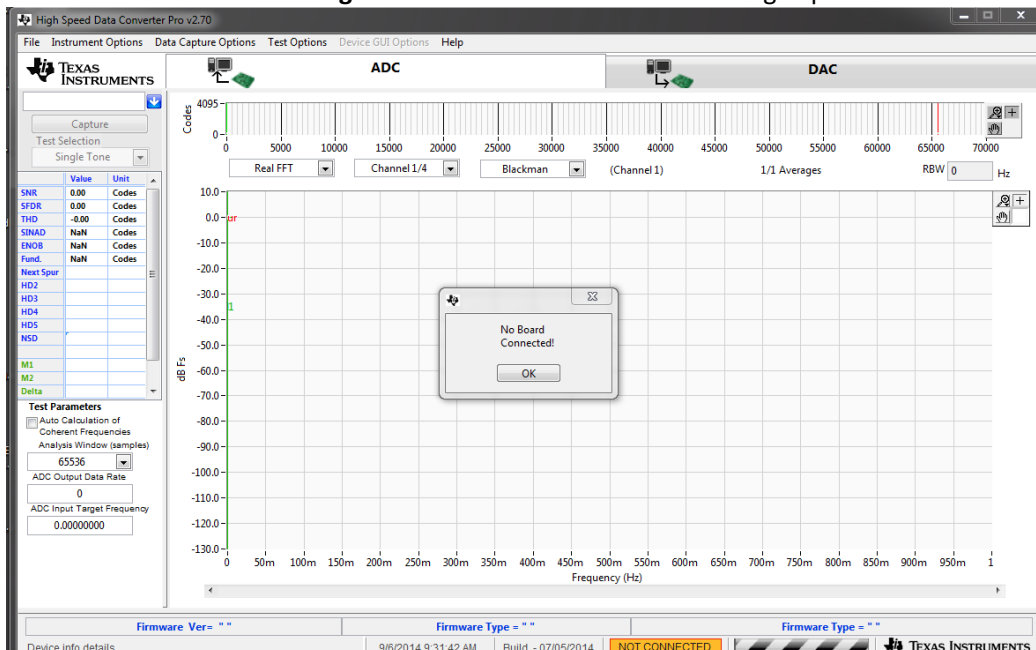 High Speed Data Converter Pro v2.70
File Instrument Options Data Capture Options Test Options Device GUI Options Help
TEXAS INSTRUMENTS
ADC
DAC
Capture
Test Selection
Single Tone
Value Unit
SNR 0.00 Codes
SFDR 0.00 Codes
THD -0.00 Codes
SINAD NaN Codes
ENOB NaN Codes
Fund. NaN Codes
Next Spur
HD2
HD3
HD4
HD5
NSD
M1
M2
Delta
Test Parameters
Auto Calculation of
Coherent Frequencies
Analysis Window (samples)
65536
ADC Output Data Rate
0
ADC Input Target Frequency
0.00000000
Codes
4095
0
0 5000 10000 15000 20000 25000 30000 35000 40000 45000 50000 55000 60000 65000 70000
Real FFT Channel 1/4 Blackman (Channel 1) 1/1 Averages RBW 0 Hz
dB Fs
10.0
0.0
-10.0
-20.0
-30.0
-40.0
-50.0
-60.0
-70.0
-80.0
-90.0
-100.0
-110.0
-120.0
-130.0
1
0 50m 100m 150m 200m 250m 300m 350m 400m 450m 500m 550m 600m 650m 700m 750m 800m 850m 900m 950m 1
Frequency (Hz)
No Board
Connected!
OK
Firmware Ver= " " Firmware Type = " " Firmware Type = " "
Device info details 9/6/2014 9:31:42 AM Build - 07/05/2014 NOT CONNECTED TEXAS INSTRUMENTS